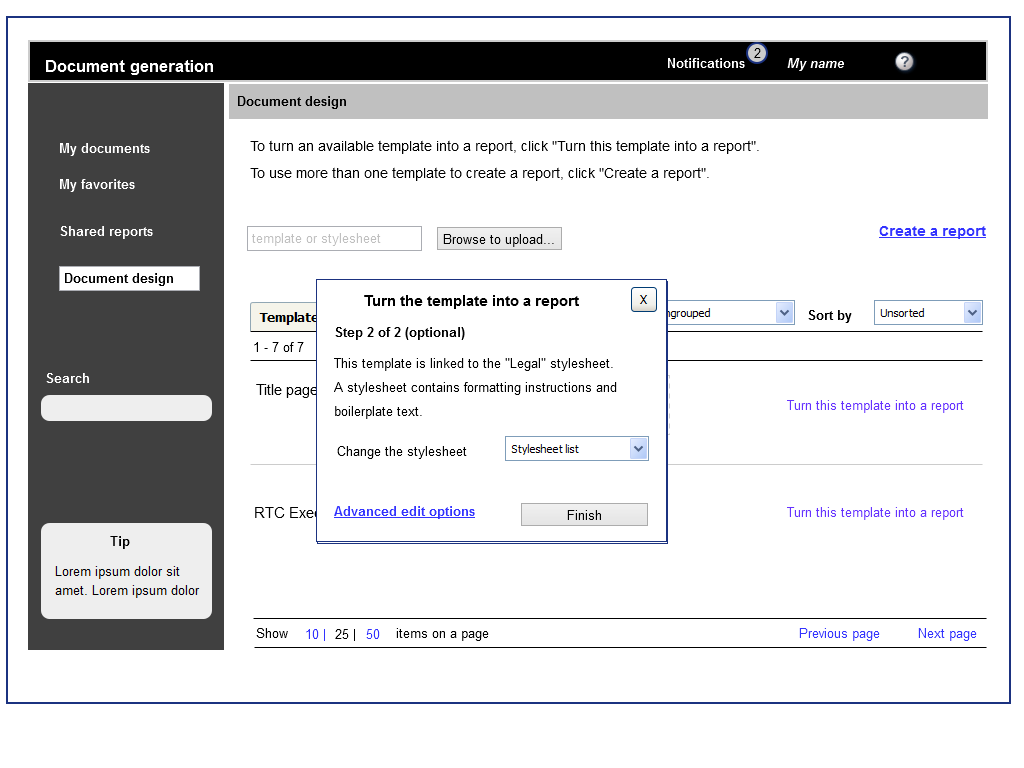 Document generation
Notifications
2
My name
?
Document design
My documents
My favorites
Shared reports
Document design
Search
Tip
Lorem ipsum dolor sit
amet. Lorem ipsum dolor
To turn an available template into a report, click "Turn this template into a report".
To use more than one template to create a report, click "Create a report".
template or stylesheet
Browse to upload...
Create a report
Sort by
Unsorted
1 - 7 of 7
Title page
Turn this template into a report
RTC
Turn this template into a report
Turn the template into a report
X
Step 2 of 2 (optional)
This template is linked to the "Legal" stylesheet.
A stylesheet contains formatting instructions and
boilerplate text.
Change the stylesheet
Stylesheet list
Advanced edit options
Finish
Show 10 | 25 | 50 items on a page
Previous page
Next page